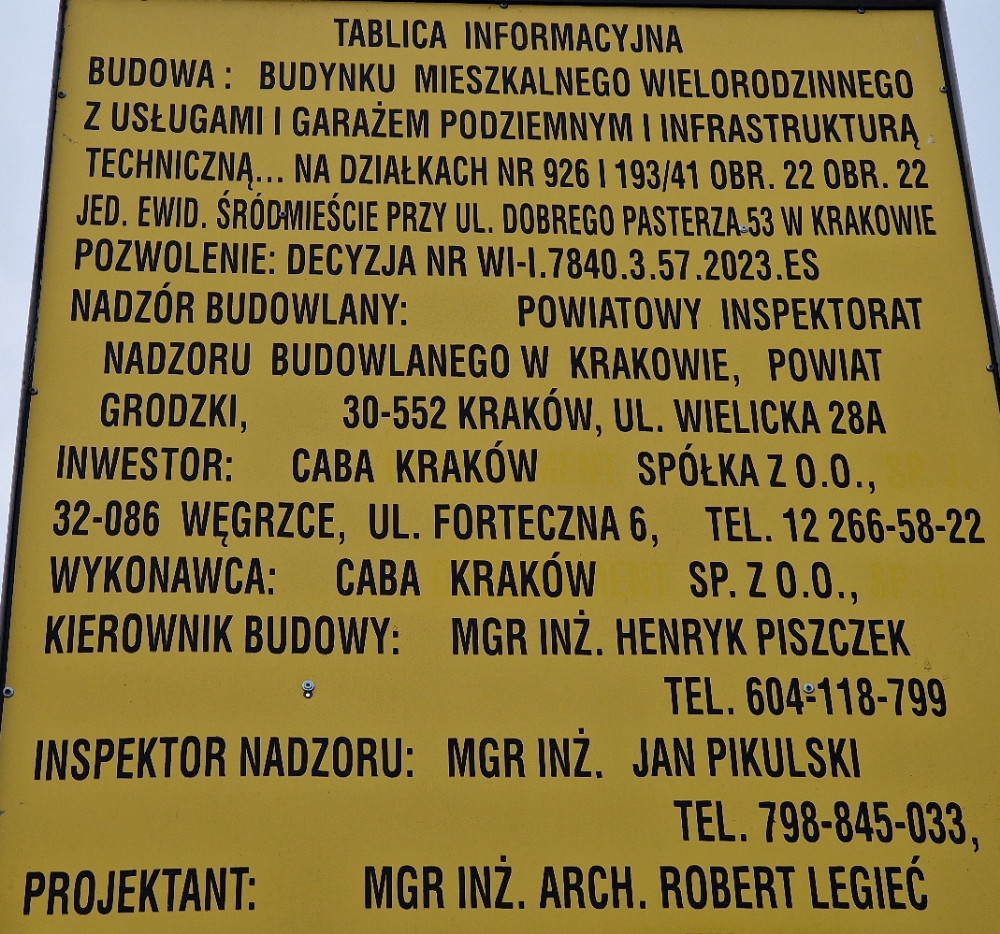 TABLICA INFORMACYJNA
BUDOWA : BUDYNKU MIESZKALNEGO WIELORODZINNEGO
Z USŁUGAMI I GARAŻEM PODZIEMNYM I INFRASTRUKTURĄ
TECHNICZNĄ... NA DZIAŁKACH NR 926 I 193/41 OBR. 22 OBR. 22
JED. EWID. ŚRÓDMIEŚCIE PRZY UL. DOBREGO PASTERZA 53 W KRAKOWIE
POZWOLENIE: DECYZJA NR WI-I.7840.3.57.2023.ES
NADZÓR BUDOWLANY: POWIATOWY INSPEKTORAT
NADZORU BUDOWLANEGO W KRAKOWIE, POWIAT
GRODZKI, 30-552 KRAKÓW, UL. WIELICKA 28A
INWESTOR: CABA KRAKÓW SPÓŁKA Z O.O., SP. J.
32-086 WĘGRZCE, UL. FORTECZNA 6, TEL. 12 266-58-22
WYKONAWCA: CABA KRAKÓW SP. Z O.O., SP. J.
KIEROWNIK BUDOWY: MGR INŻ. HENRYK PISZCZEK
TEL. 604-118-799
INSPEKTOR NADZORU: MGR INŻ. JAN PIKULSKI
TEL. 798-845-033,
PROJEKTANT: MGR INŻ. ARCH. ROBERT LEGIEĆ